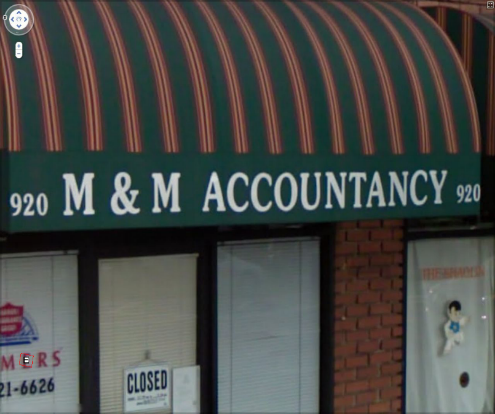 920 M & M ACCOUNTANCY 920
MERS
21-6626
CLOSED